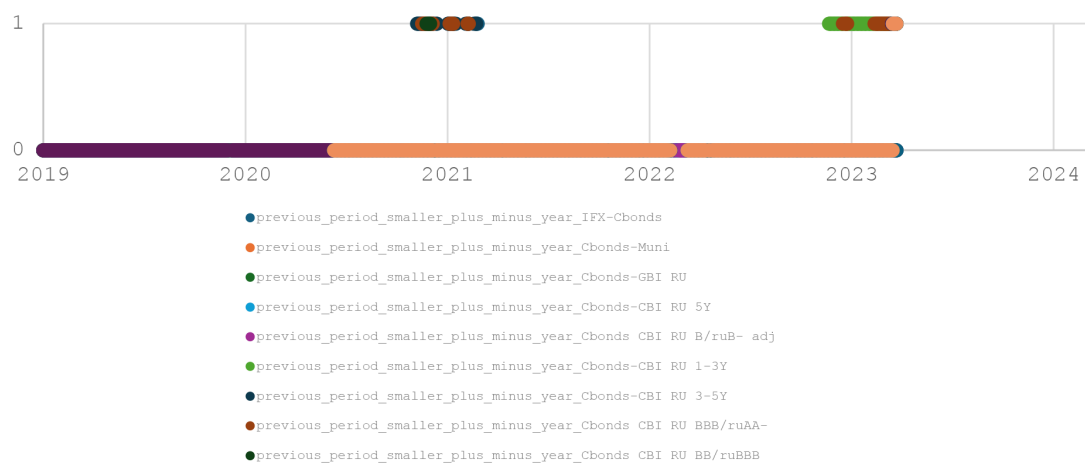 1
0
2019 2020 2021 2022 2023 2024
previous_period_smaller_plus_minus_year_IFX-Cbonds
previous_period_smaller_plus_minus_year_Cbonds-Muni
previous_period_smaller_plus_minus_year_Cbonds-GBI RU
previous_period_smaller_plus_minus_year_Cbonds-CBI RU 5Y
previous_period_smaller_plus_minus_year_Cbonds CBI RU B/ruB- adj
previous_period_smaller_plus_minus_year_Cbonds-CBI RU 1-3Y
previous_period_smaller_plus_minus_year_Cbonds-CBI RU 3-5Y
previous_period_smaller_plus_minus_year_Cbonds CBI RU BBB/ruAA-
previous_period_smaller_plus_minus_year_Cbonds CBI RU BB/ruBBB